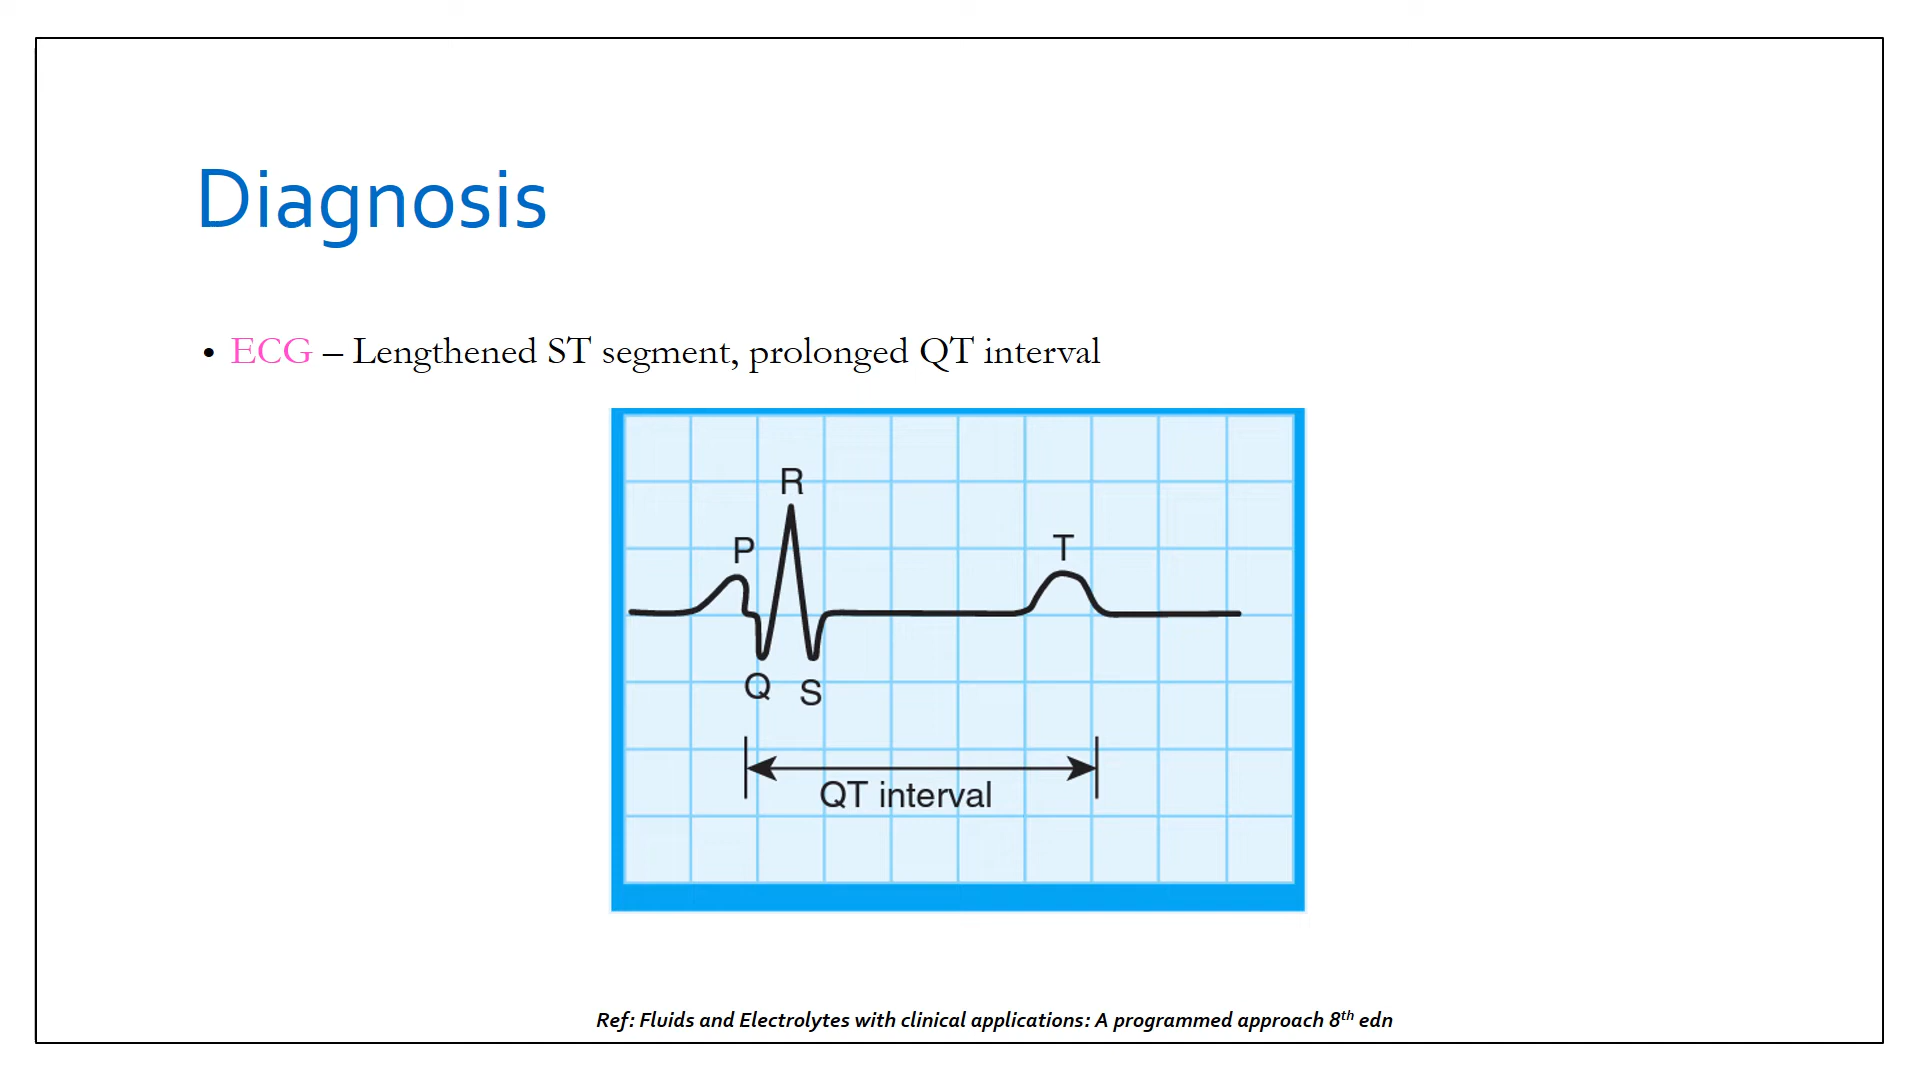 Diagnosis
• ECG – Lengthened ST segment, prolonged QT interval
R
P
T
Q
S
QT interval
Ref: Fluids and Electrolytes with clinical applications: A programmed approach 8th edn